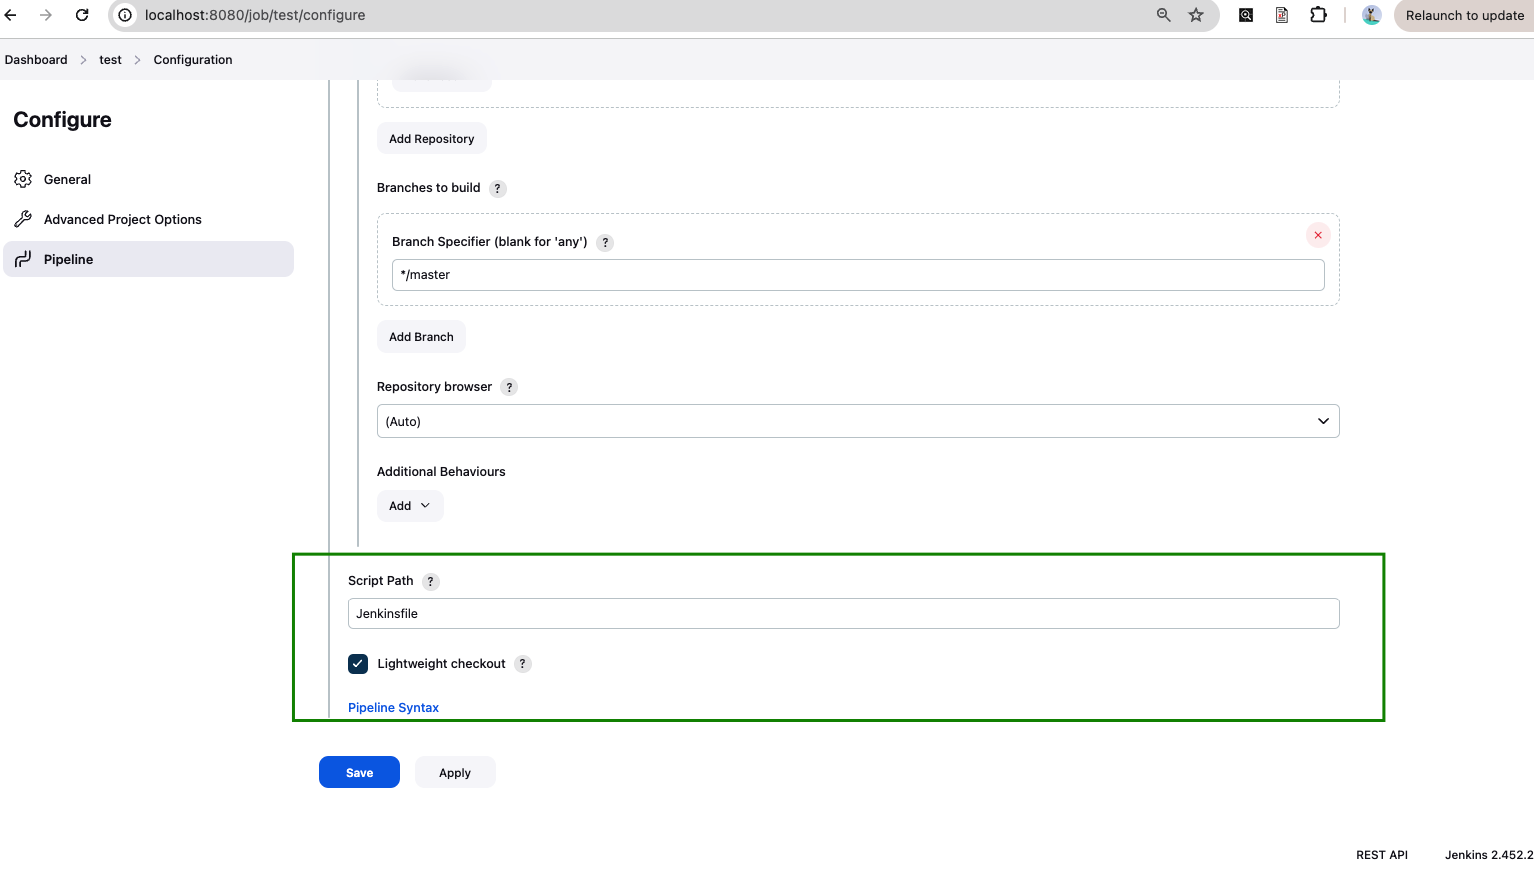 localhost:8080/job/test/configure
Relaunch to update
Dashboard > test > Configuration
Configure
General
Advanced Project Options
Pipeline
Add Repository
Branches to build ?
Branch Specifier (blank for 'any') ?
*/master
Add Branch
Repository browser ?
(Auto)
Additional Behaviours
Add
Script Path ?
Jenkinsfile
Lightweight checkout ?
Pipeline Syntax
Save Apply
REST API Jenkins 2.452.2